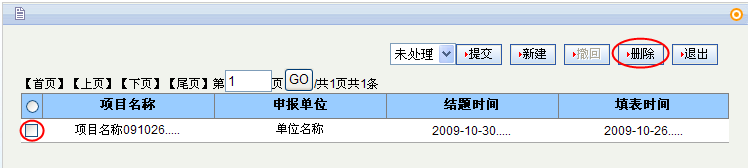 未处理 提交 新建 撤回 删除 退出
【首页】【上页】【下页】【尾页】第1页GO/共1页共1条
项目名称 申报单位 结题时间 填表时间
项目名称091026..... 单位名称 2009-10-30..... 2009-10-26.....